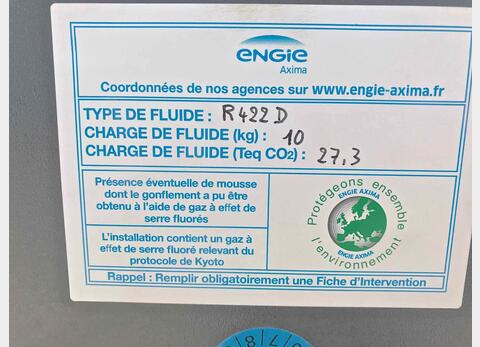 ENGIE
Axima
Coordonnées de nos agences sur www.engie-axima.fr
TYPE DE FLUIDE : R422D
CHARGE DE FLUIDE (kg) : 10
CHARGE DE FLUIDE (Teq CO2) : 27,3
Présence éventuelle de mousse
dont le gonflement a pu être
obtenu à l'aide de gaz à effet de
serre fluorés
L'installation contient un gaz à
effet de serre fluoré relevant du
protocole de Kyoto
Protégeons ensemble
l'environnement
ENGIE AXIMA
ENGIE AXIMA
Rappel : Remplir obligatoirement une Fiche d'Intervention
7 8